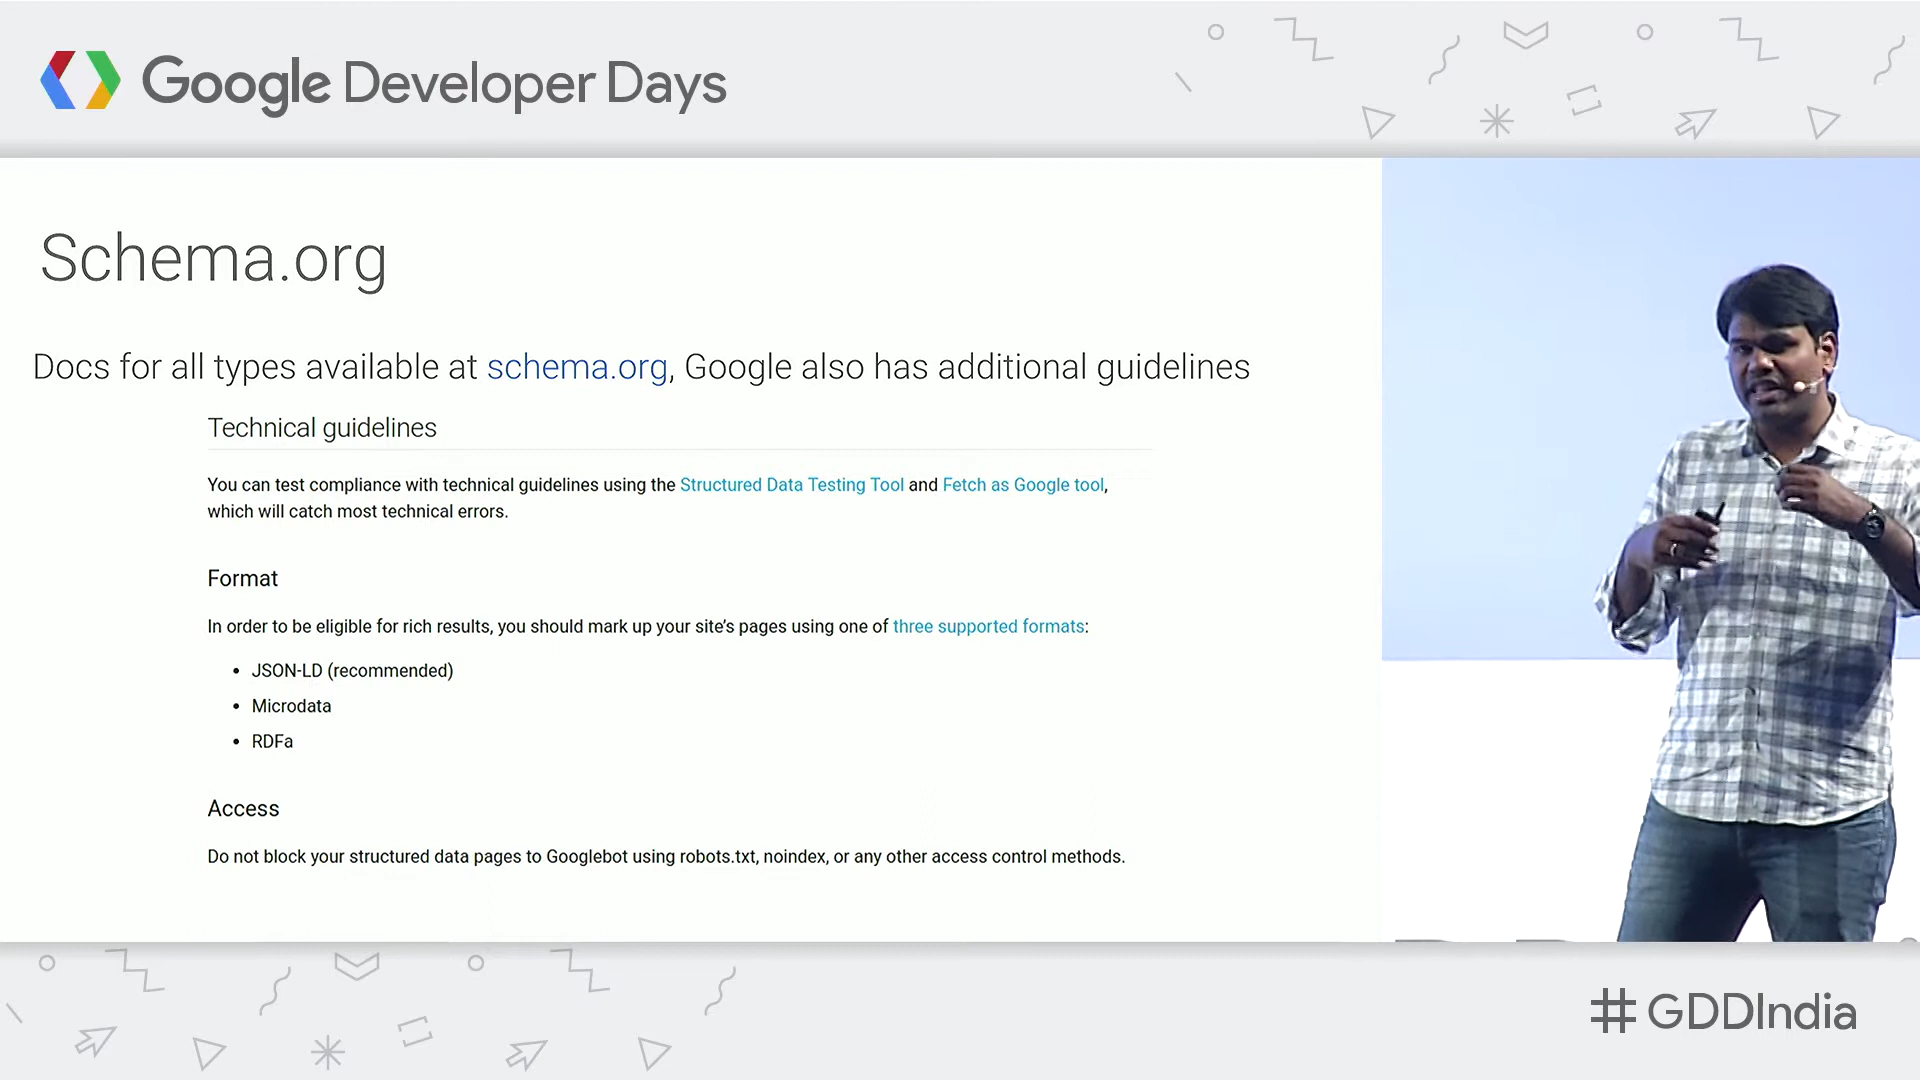 Google Developer Days
Schema.org
Docs for all types available at schema.org, Google also has additional guidelines
Technical guidelines
You can test compliance with technical guidelines using the Structured Data Testing Tool and Fetch as Google tool,
which will catch most technical errors.
Format
In order to be eligible for rich results, you should mark up your site’s pages using one of three supported formats:
• JSON-LD (recommended)
• Microdata
• RDFa
Access
Do not block your structured data pages to Googlebot using robots.txt, noindex, or any other access control methods.
#GDDIndia